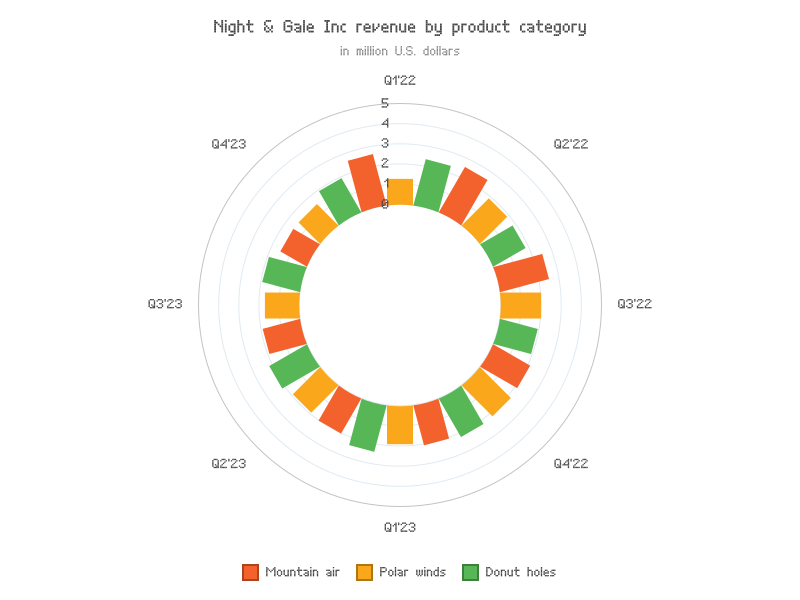 Night & Gale Inc revenue by product category
in million U.S. dollars
Q1'22
5
4
3
2
1
0
Q4'23
Q2'22
Q3'23
Q3'22
Q2'23
Q4'22
Q1'23
Mountain air
Polar winds
Donut holes